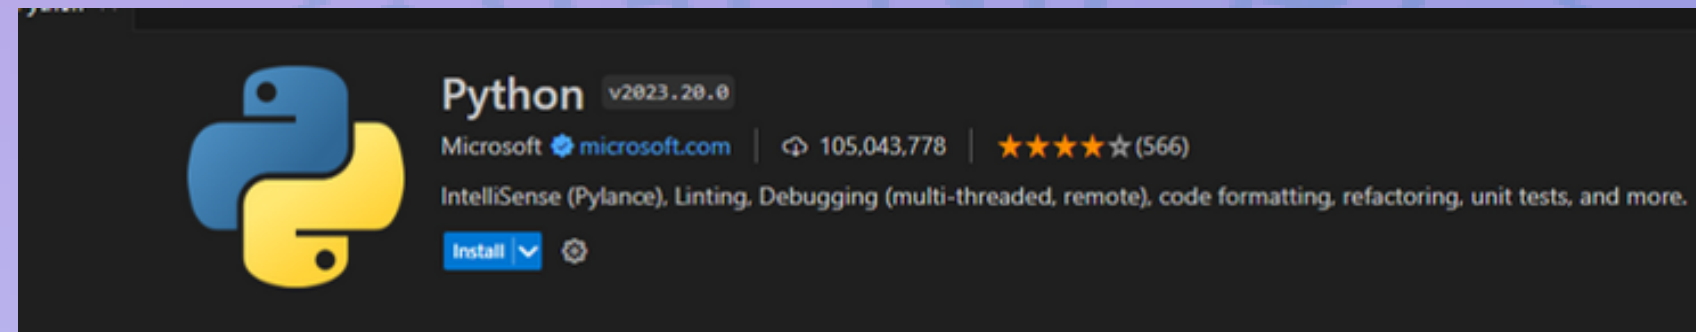 Python v2023.20.0
Microsoft microsoft.com | 105,043,778 | ★★★★☆(566)
IntelliSense (Pylance), Linting, Debugging (multi-threaded, remote), code formatting, refactoring, unit tests, and more.
Install